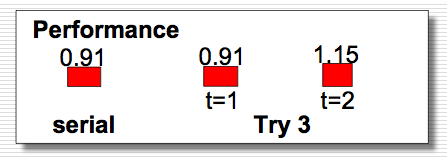 Performance
0.91 0.91 1.15
t=1 t=2
serial Try 3